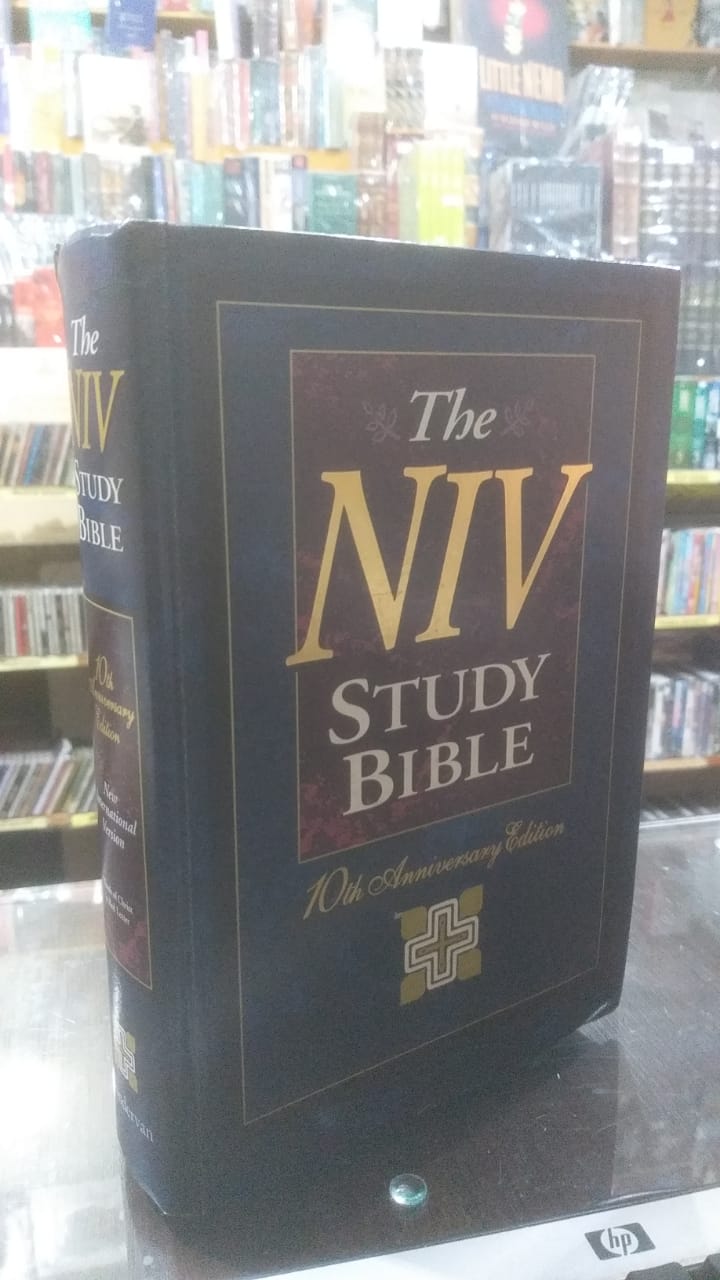 LITTLE NEMO
The
NIV
STUDY
BIBLE
10th
Anniversary
Edition
New
International
Version
The
NIV
STUDY
BIBLE
10th Anniversary Edition
hp